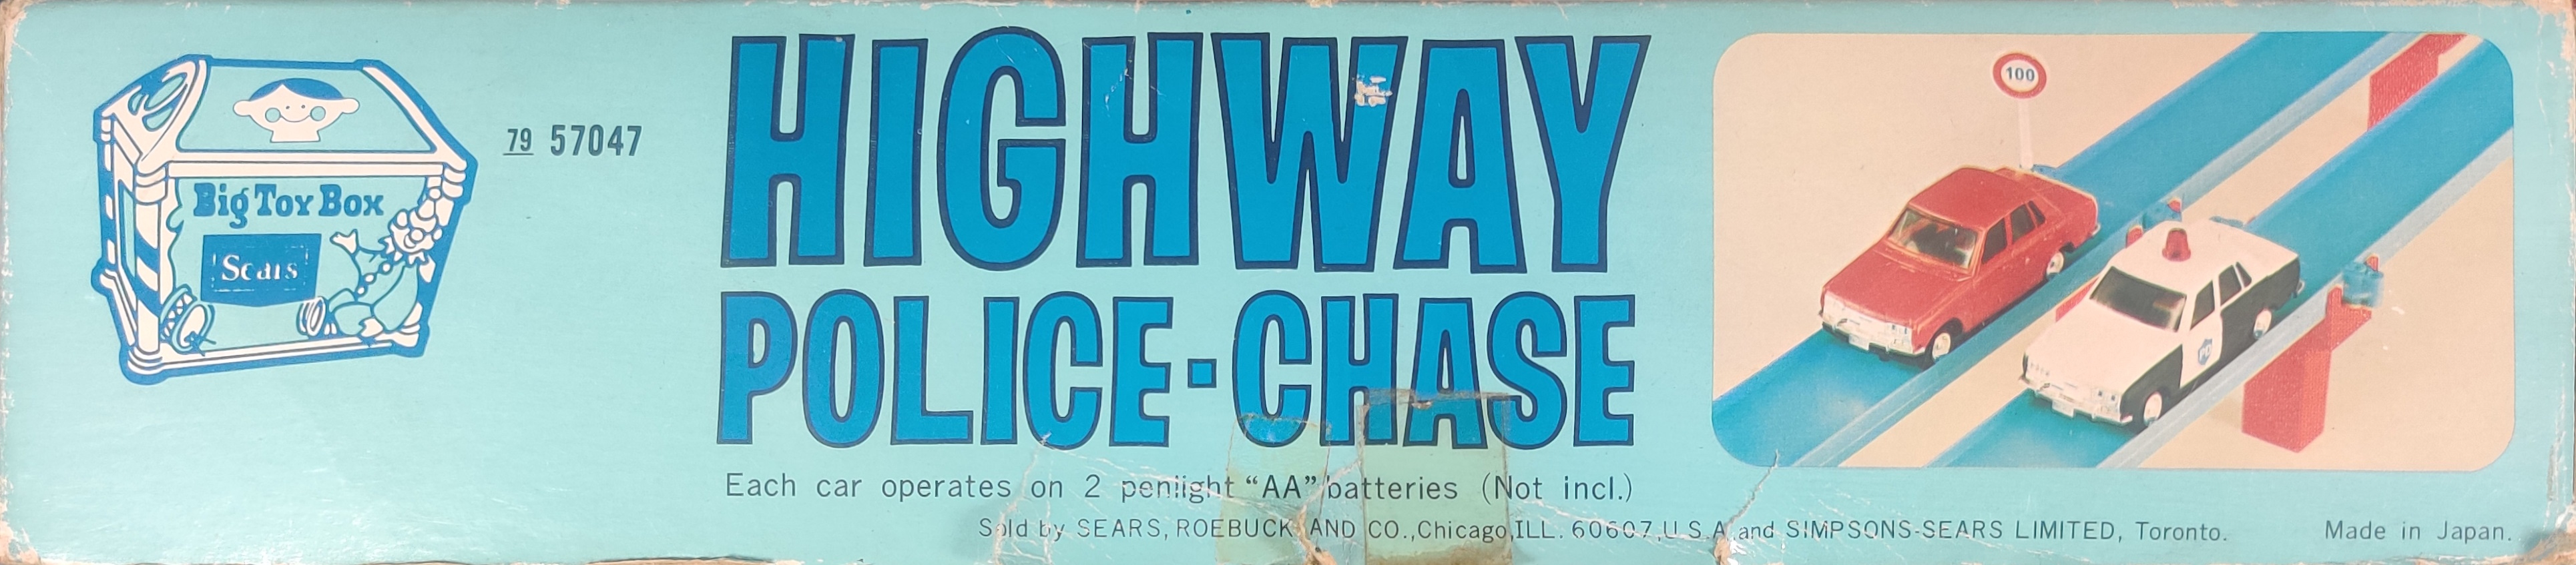 Big Toy Box
Sears
79 57047
HIGHWAY
POLICE-CHASE
Each car operates on 2 penlight “AA” batteries (Not incl.)
Sold by SEARS, ROEBUCK AND CO., Chicago, ILL. 60607, U.S.A. and SIMPSONS-SEARS LIMITED, Toronto. Made in Japan.
100
PD